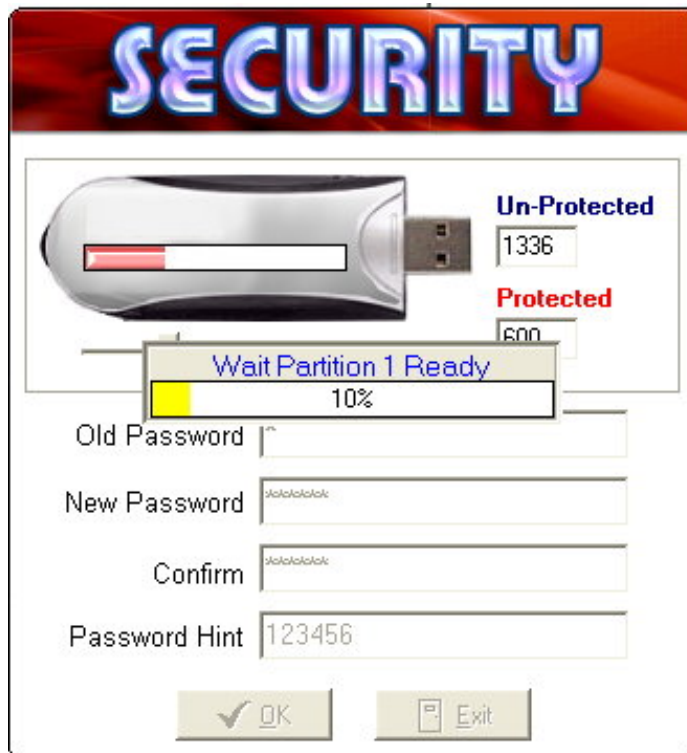 SECURITY
Un-Protected
1336
Protected
600
Wait Partition 1 Ready
10%
Old Password *
New Password ******
Confirm ******
Password Hint 123456
OK Exit